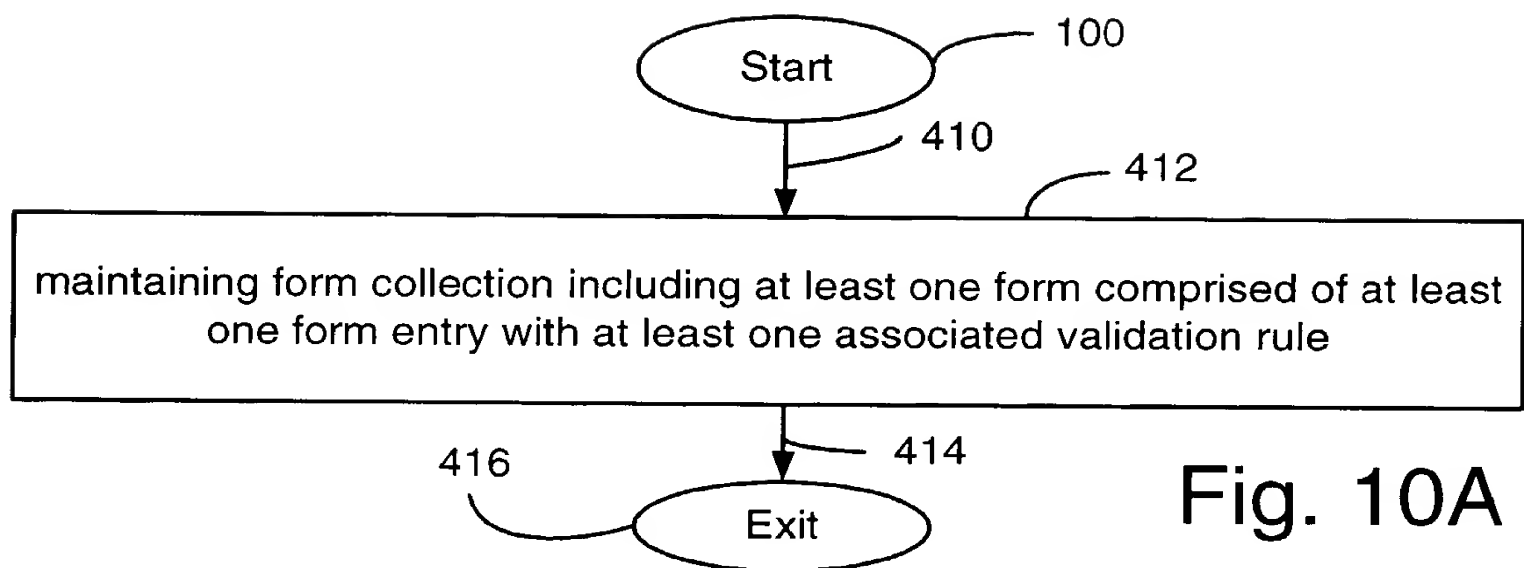 100
Start
410
412
maintaining form collection including at least one form comprised of at least
one form entry with at least one associated validation rule
414
416
Exit
Fig. 10A